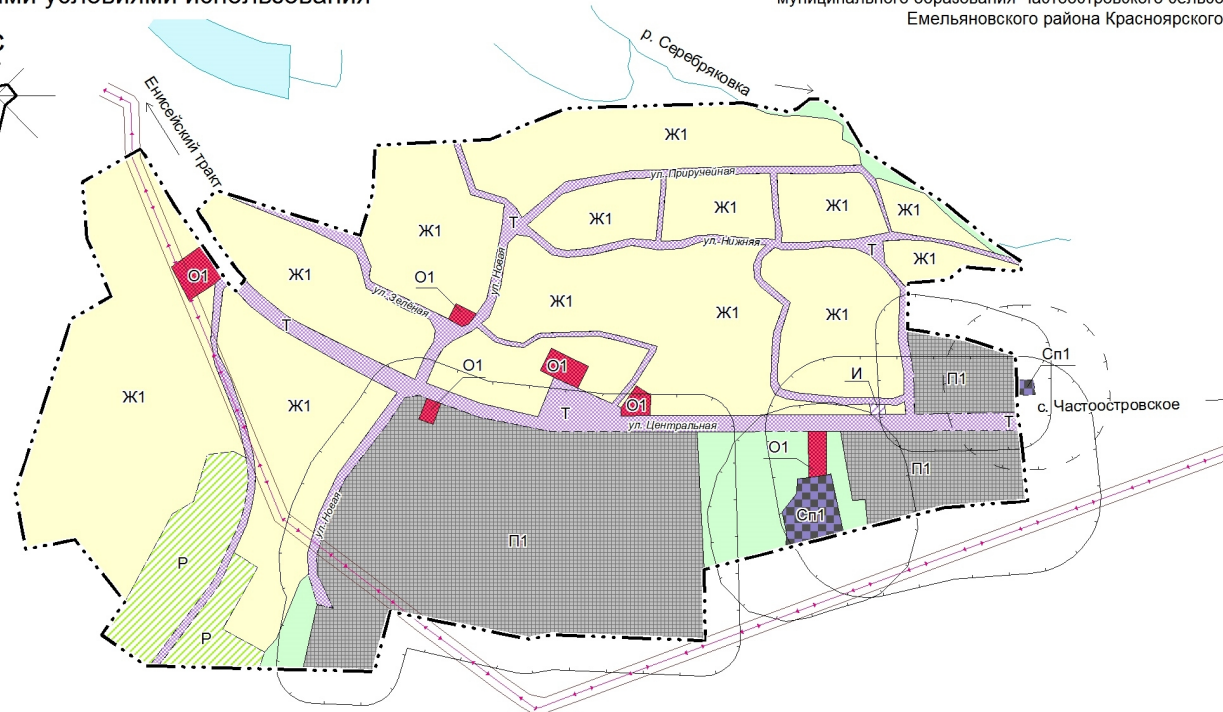 ми условиями использования
муниципального образования Частоостровского сельсо
Емельяновского района Красноярского
С
р. Серебряковка
Енисейский тракт
Ж1
ул. Приручейная
Ж1
Ж1
Ж1
Ж1
Т
Ж1
ул. Нижняя
Т
Ж1
О1
Ж1
О1
ул. Новая
ул. Зелёная
Ж1
Ж1
Ж1
Т
Сп1
О1
О1
И
П1
Ж1
Ж1
О1
Т
с. Частоостровское
ул. Центральная
Т
О1
П1
ул. Новая
Сп1
П1
Р
Р